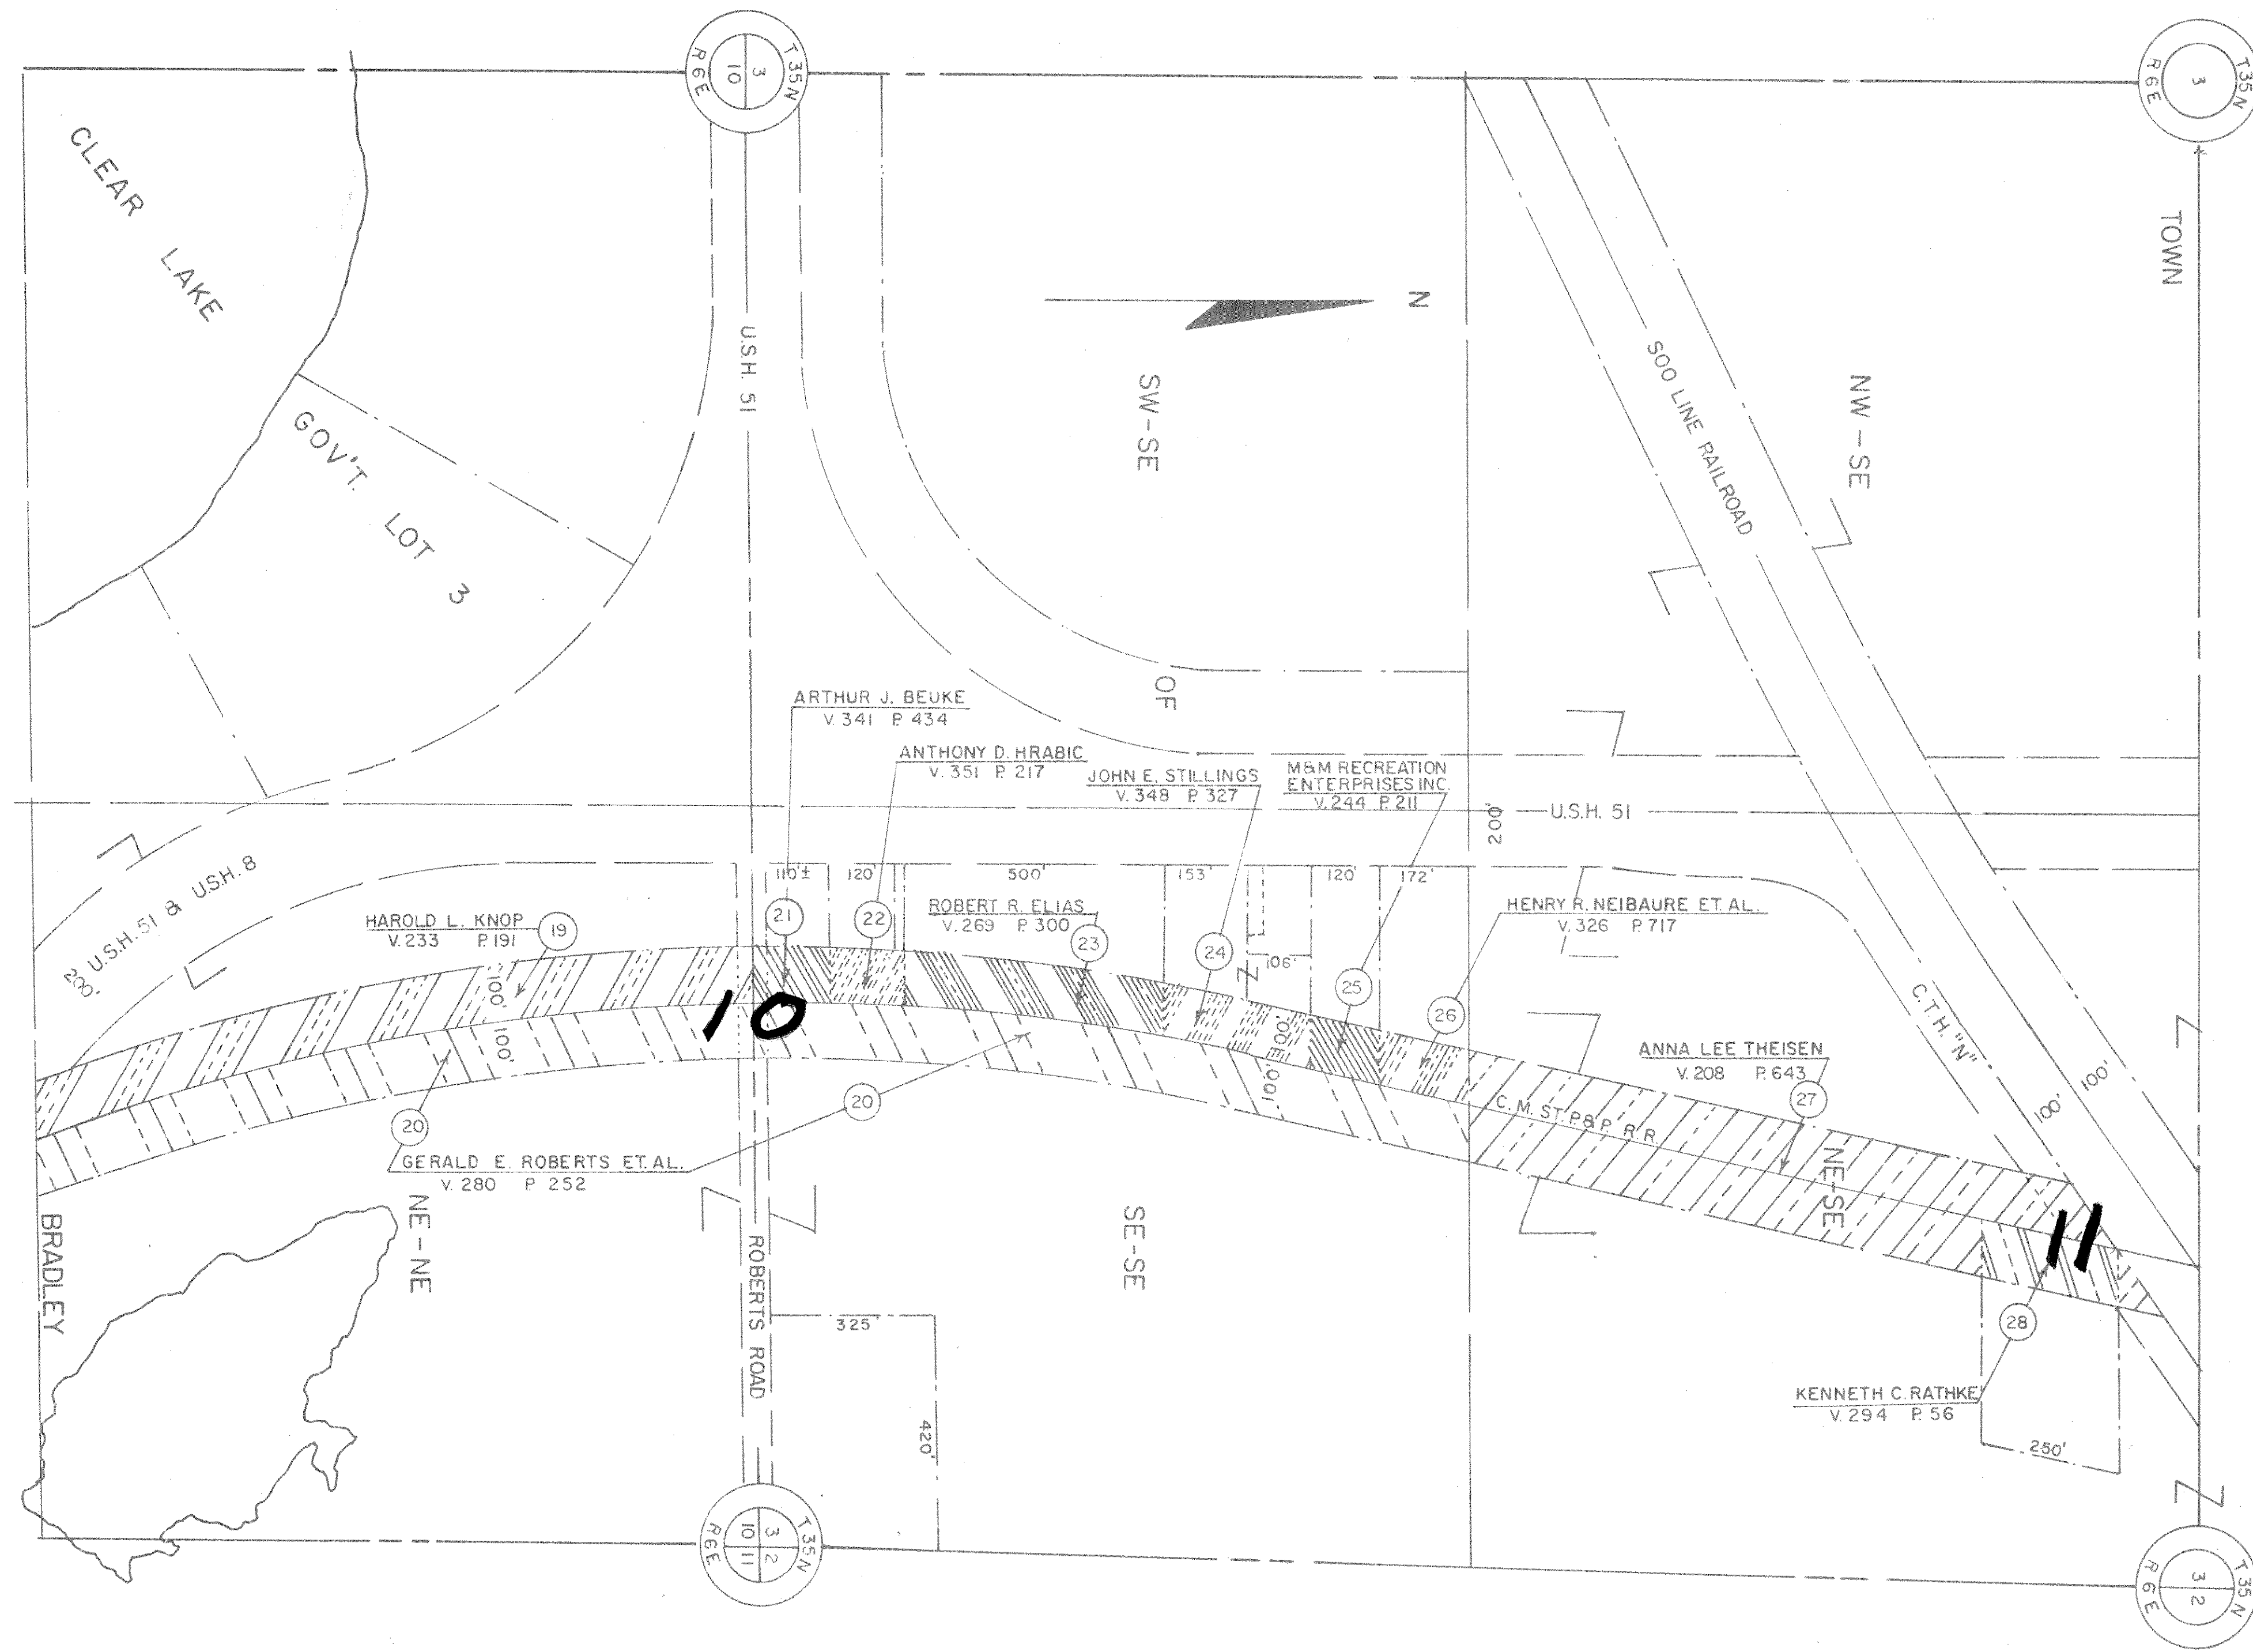 T35N
3
10
R6E
T35N
3
R6E
CLEAR LAKE
GOV'T. LOT 3
U.S.H. 51
N
SW-SE
SOO LINE RAILROAD
NW-SE
TOWN
OF
BRADLEY
ARTHUR J. BEUKE
V. 341 P. 434
ANTHONY D. HRABIC
V. 351 P. 217
JOHN E. STILLINGS
V. 348 P. 327
M&M RECREATION
ENTERPRISES INC.
V. 244 P. 211
200'
U.S.H. 51
110'±
120'
500'
153'
120'
172'
200' U.S.H. 51 & U.S.H. 8
HAROLD L. KNOP
V. 233 P. 191
19
21
22
ROBERT R. ELIAS
V. 269 P. 300
23
24
106'
25
HENRY R. NEIBAURE ET. AL.
V. 326 P. 717
26
C.T.H. "N"
100'
100'
100'
100'
100'
100'
10
ANNA LEE THEISEN
V. 208 P. 643
27
C. M. ST. P. & P. R. R.
20
20
GERALD E. ROBERTS ET. AL.
V. 280 P. 252
NE-NE
SE-SE
NE-SE
11
28
ROBERTS ROAD
325'
420'
KENNETH C. RATHKE
V. 294 P. 56
250'
T35N
3 2
10 11
R6E
T35N
3 2
R6E